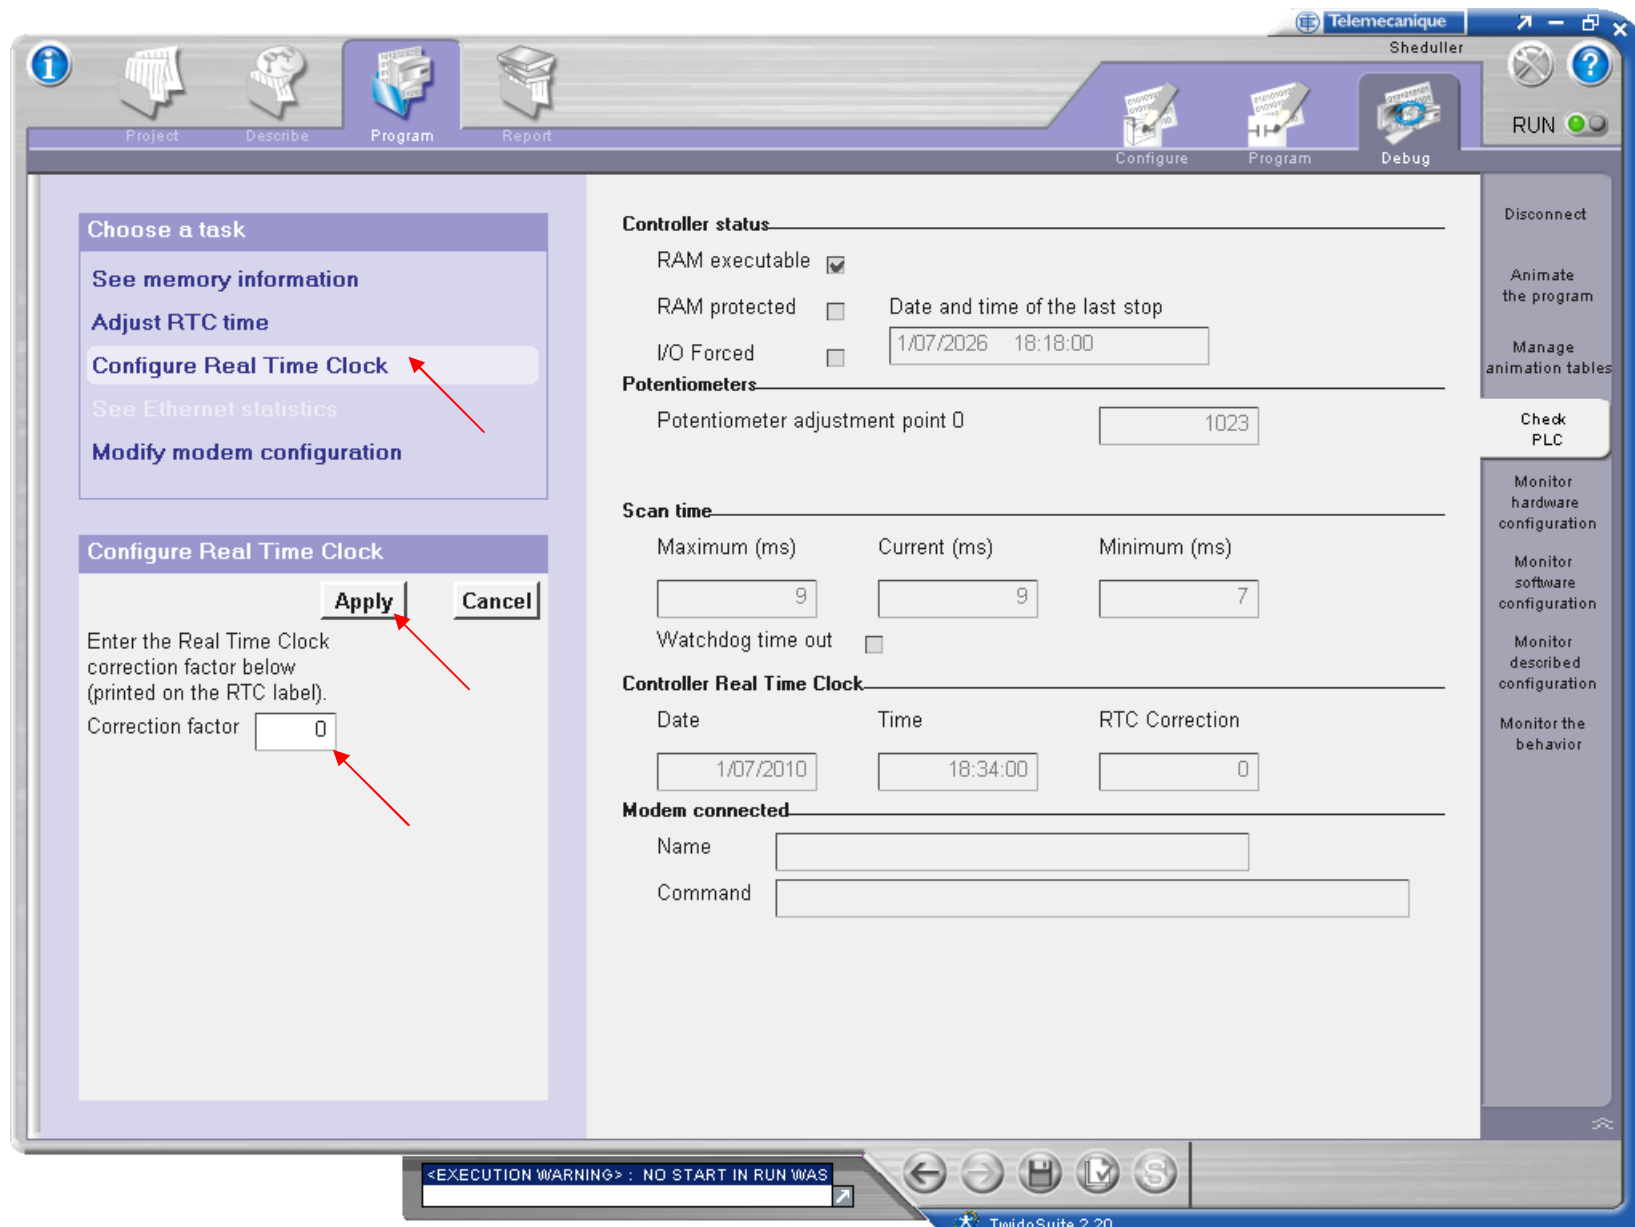 Telemecanique
Sheduller
Project
Describe
Program
Report
Configure
Program
Debug
RUN
Choose a task
See memory information
Adjust RTC time
Configure Real Time Clock
See Ethernet statistics
Modify modem configuration
Configure Real Time Clock
Apply
Cancel
Enter the Real Time Clock
correction factor below
(printed on the RTC label).
Correction factor
0
Controller status
RAM executable
RAM protected
Date and time of the last stop
I/O Forced
1/07/2026 18:18:00
Potentiometers
Potentiometer adjustment point 0
1023
Scan time
Maximum (ms)
Current (ms)
Minimum (ms)
9
9
7
Watchdog time out
Controller Real Time Clock
Date
Time
RTC Correction
1/07/2010
18:34:00
0
Modem connected
Name
Command
Disconnect
Animate
the program
Manage
animation tables
Check
PLC
Monitor
hardware
configuration
Monitor
software
configuration
Monitor
described
configuration
Monitor the
behavior
<EXECUTION WARNING> : NO START IN RUN WAS
TwidoSuite 2.20